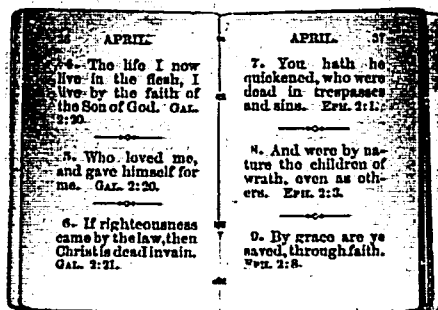 36 APRIL.
4. The life I now
live in the flesh, I
live by the faith of
the Son of God. GAL.
2:20.
5. Who loved me,
and gave himself for
me. GAL. 2:20.
6. If righteousness
came by the law, then
Christ is dead in vain.
GAL. 2:21.
APRIL. 37
7. You hath he
quickened, who were
dead in trespasses
and sins. EPH. 2:1.
8. And were by na-
ture the children of
wrath, even as oth-
ers. EPH. 2:3.
9. By grace are ye
saved, through faith.
EPH. 2:8.